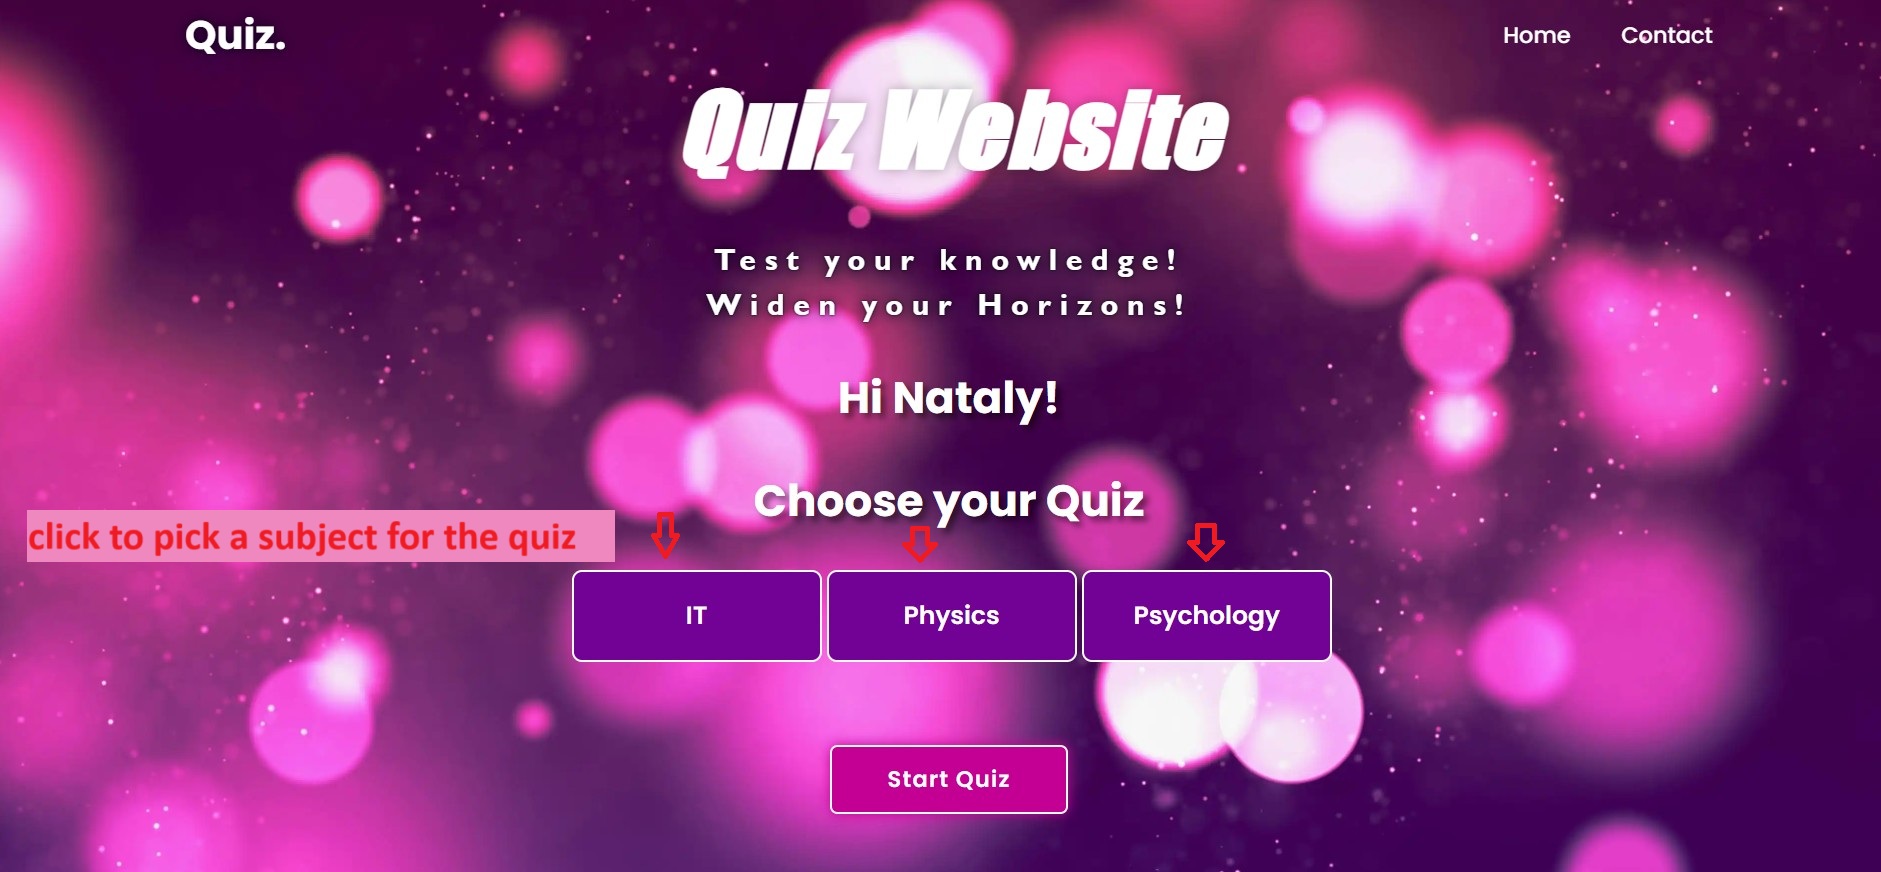 Quiz.
Home
Contact
Quiz Website
Test your knowledge!
Widen your Horizons!
Hi Nataly!
Choose your Quiz
click to pick a subject for the quiz
IT
Physics
Psychology
Start Quiz